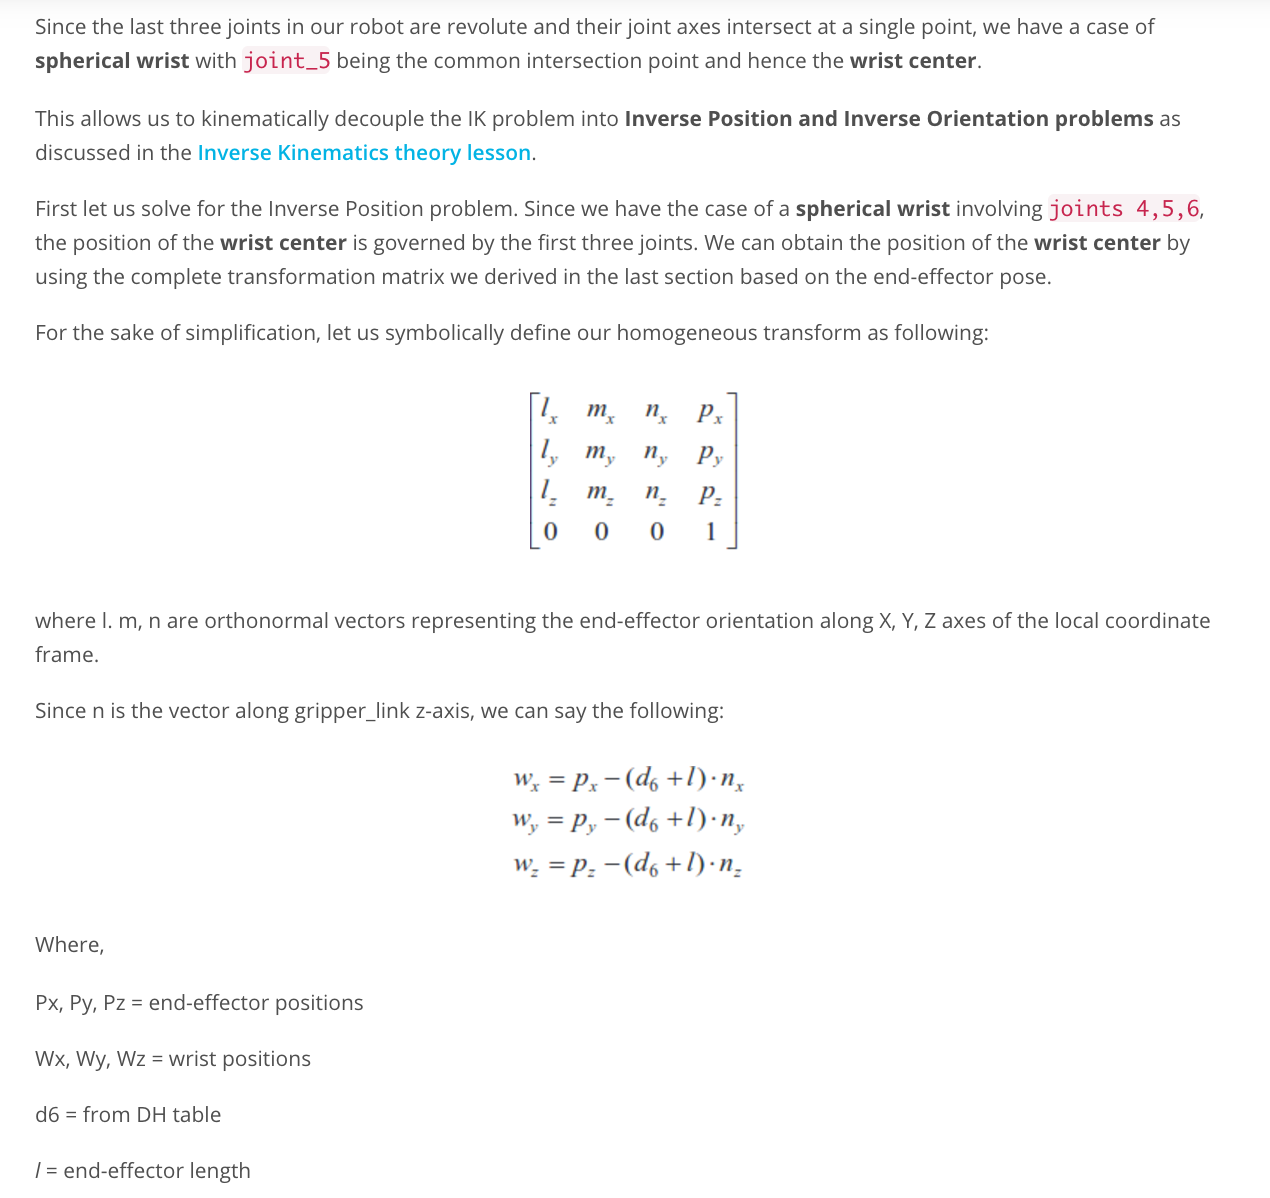 Since the last three joints in our robot are revolute and their joint axes intersect at a single point, we have a case of
spherical wrist with joint_5 being the common intersection point and hence the wrist center.
This allows us to kinematically decouple the IK problem into Inverse Position and Inverse Orientation problems as
discussed in the Inverse Kinematics theory lesson.
First let us solve for the Inverse Position problem. Since we have the case of a spherical wrist involving joints 4,5,6,
the position of the wrist center is governed by the first three joints. We can obtain the position of the wrist center by
using the complete transformation matrix we derived in the last section based on the end-effector pose.
For the sake of simplification, let us symbolically define our homogeneous transform as following:
l_x m_x n_x p_x
l_y m_y n_y p_y
l_z m_z n_z p_z
0 0 0 1
where l. m, n are orthonormal vectors representing the end-effector orientation along X, Y, Z axes of the local coordinate
frame.
Since n is the vector along gripper_link z-axis, we can say the following:
w_x = p_x − (d_6 + l) · n_x
w_y = p_y − (d_6 + l) · n_y
w_z = p_z − (d_6 + l) · n_z
Where,
Px, Py, Pz = end-effector positions
Wx, Wy, Wz = wrist positions
d6 = from DH table
l = end-effector length